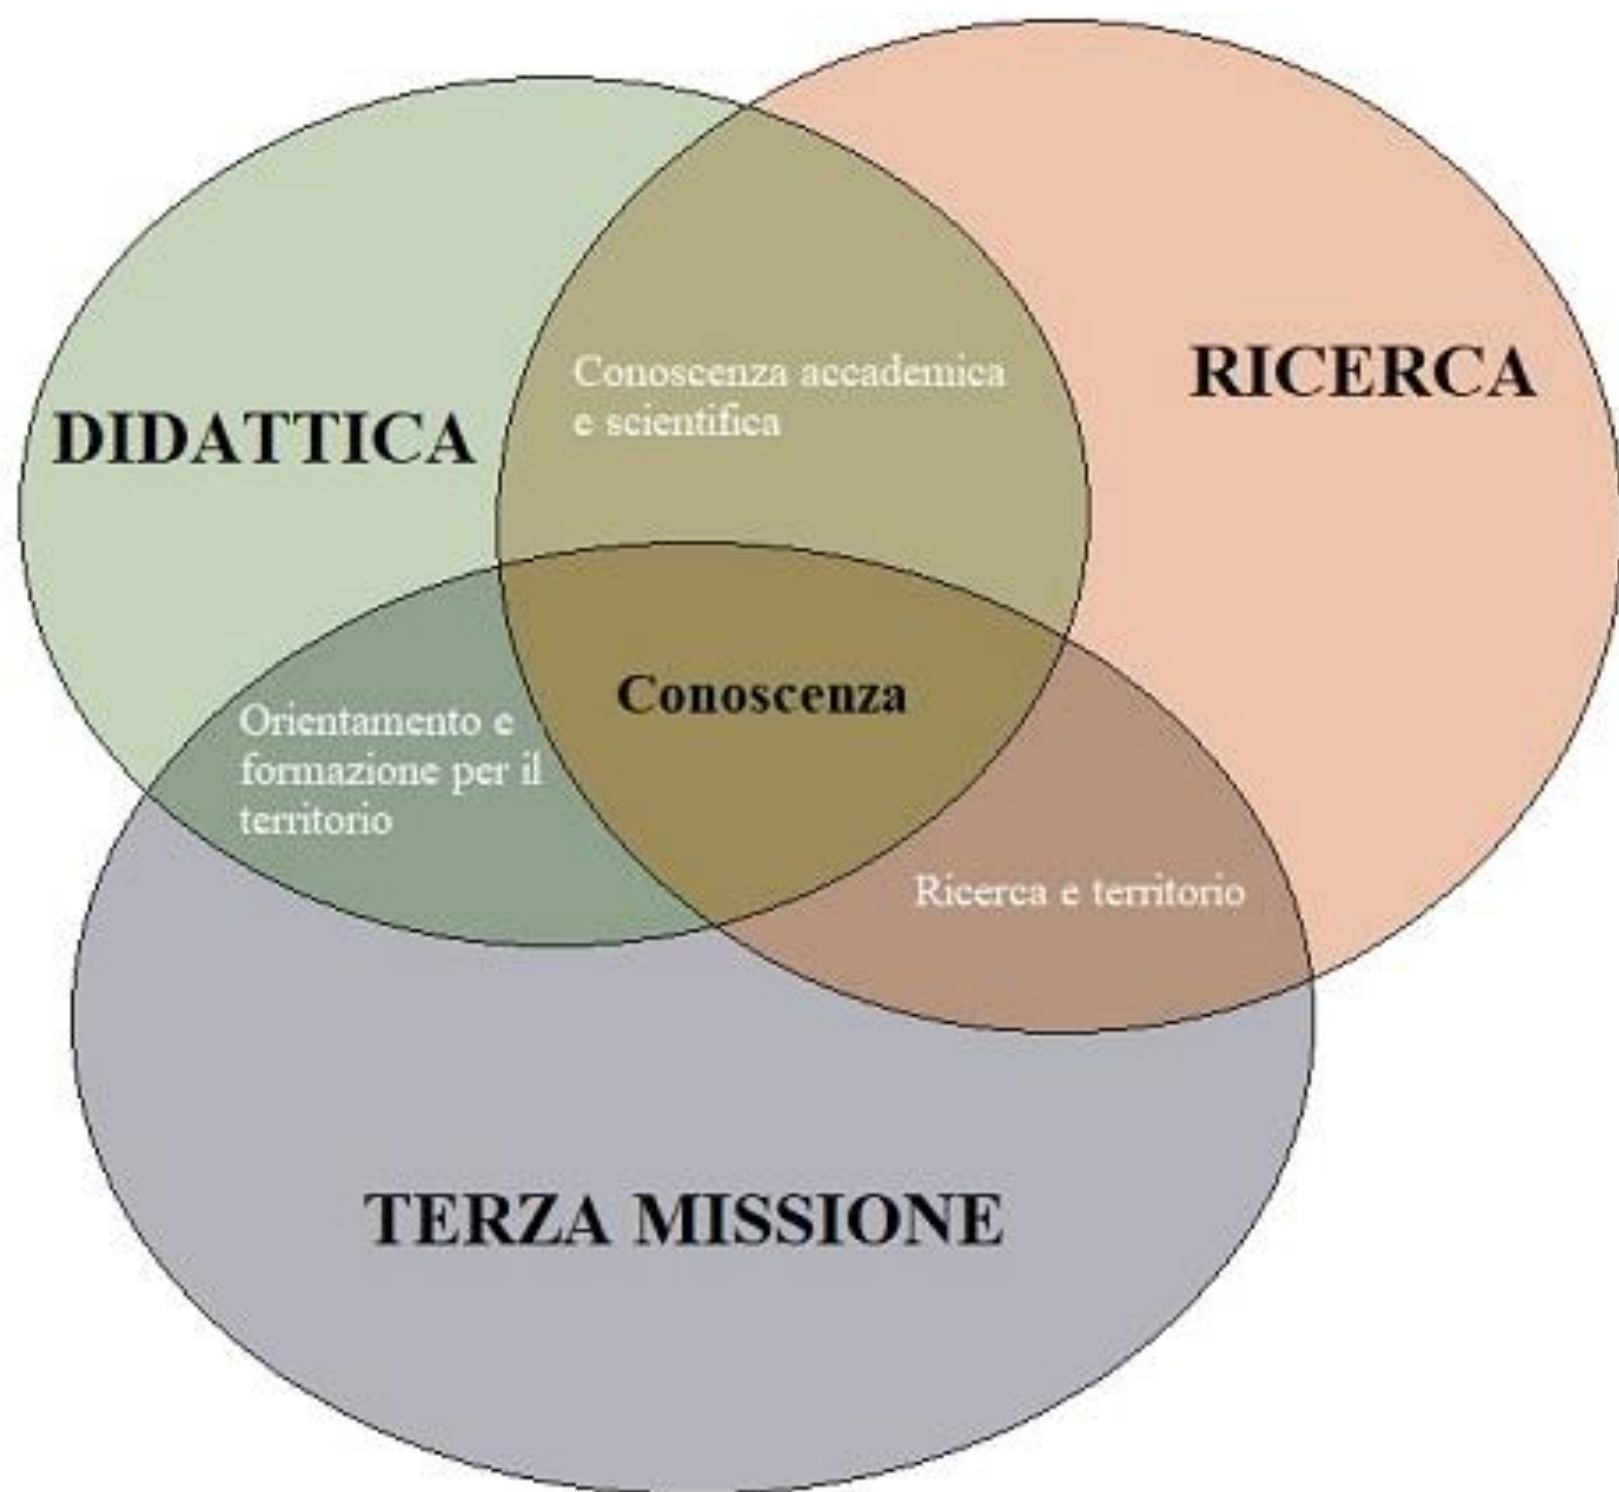 RICERCA
Conoscenza accademica
e scientifica
DIDATTICA
Conoscenza
Orientamento e
formazione per il
territorio
Ricerca e territorio
TERZA MISSIONE